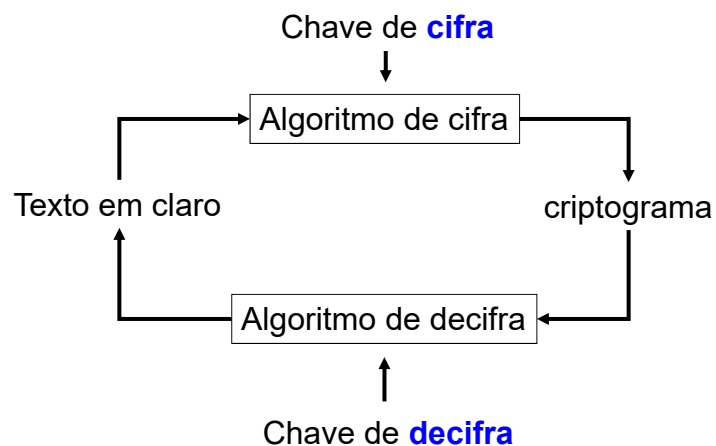 Chave de cifra
Algoritmo de cifra
Texto em claro
criptograma
Algoritmo de decifra
Chave de decifra